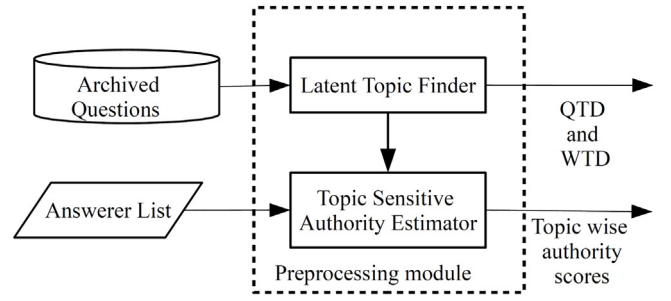 Archived
Questions
Latent Topic Finder
QTD
and
WTD
Answerer List
Topic Sensitive
Authority Estimator
Topic wise
authority
scores
Preprocessing module